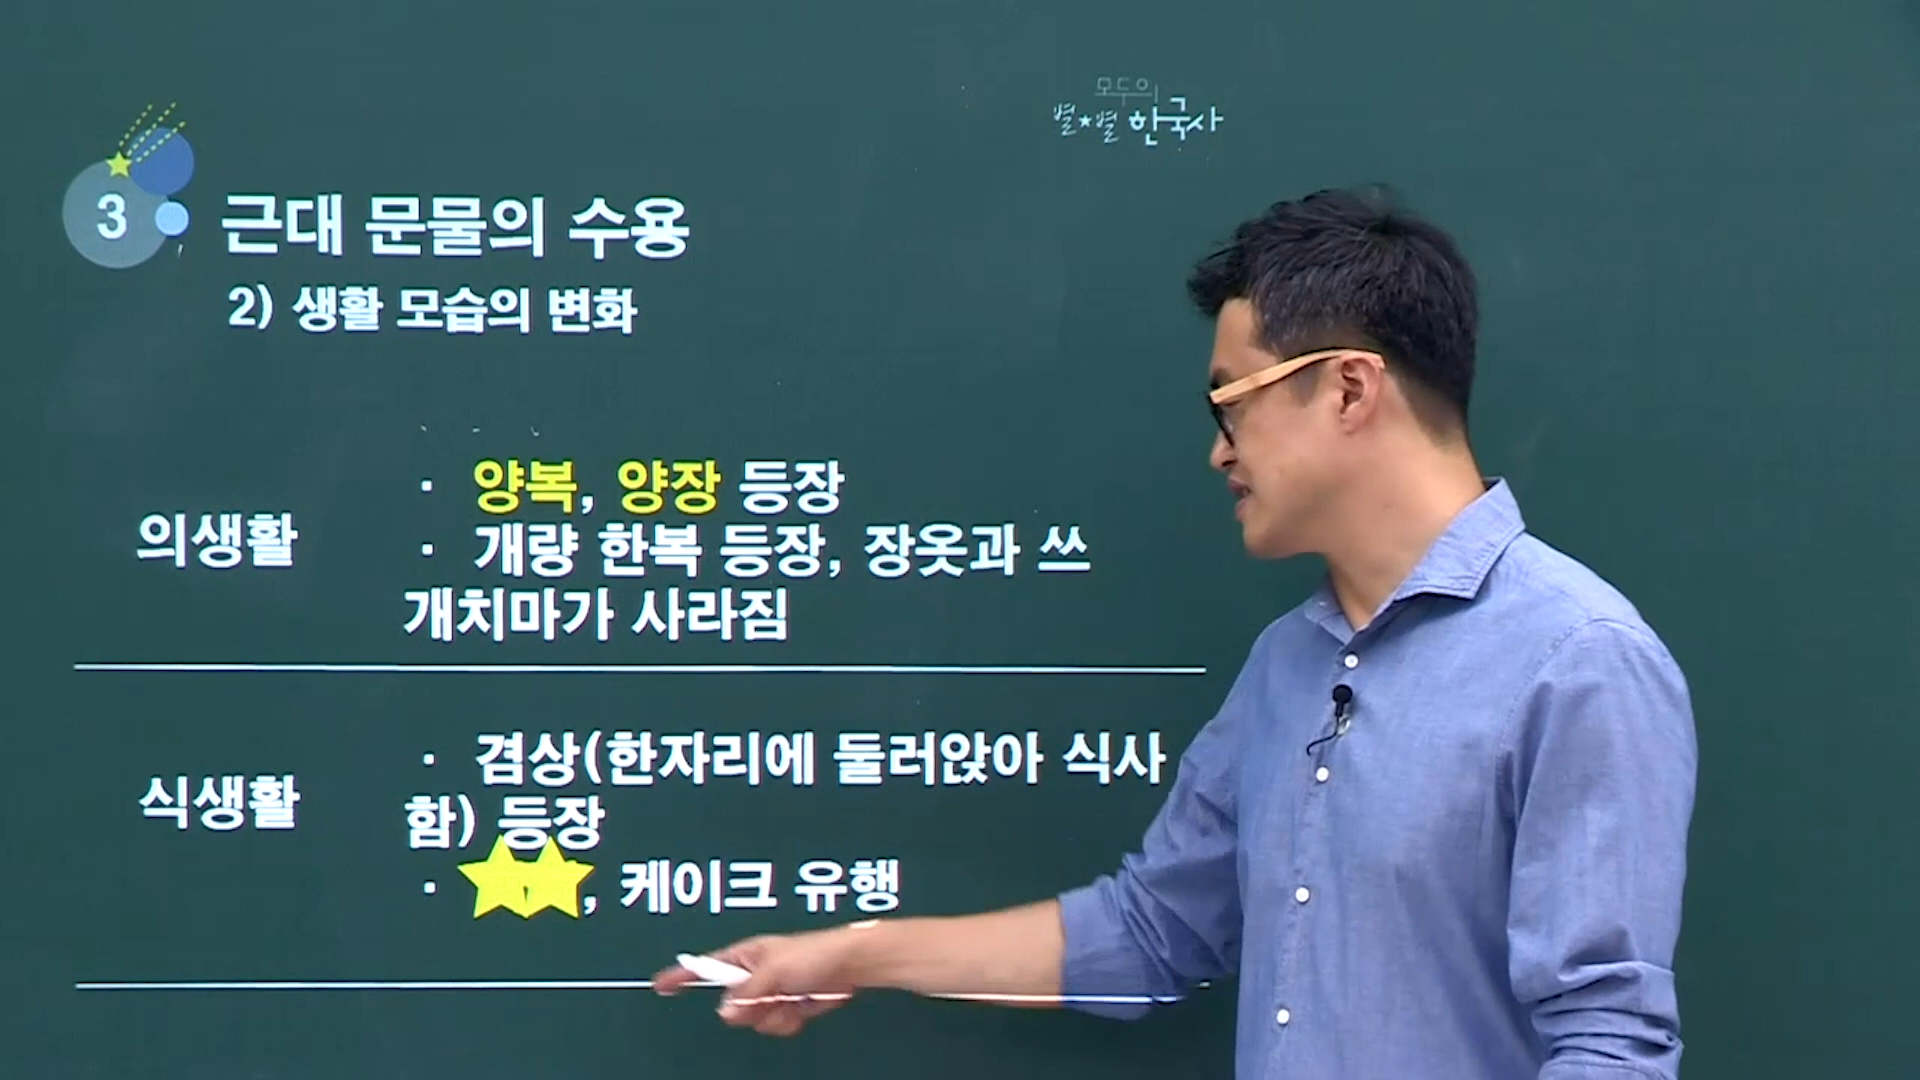 모두의
별★별 한국사
3 근대 문물의 수용
2) 생활 모습의 변화
의생활
· 양복, 양장 등장
· 개량 한복 등장, 장옷과 쓰
개치마가 사라짐
식생활
· 겸상(한자리에 둘러앉아 식사
함) 등장
· , 케이크 유행